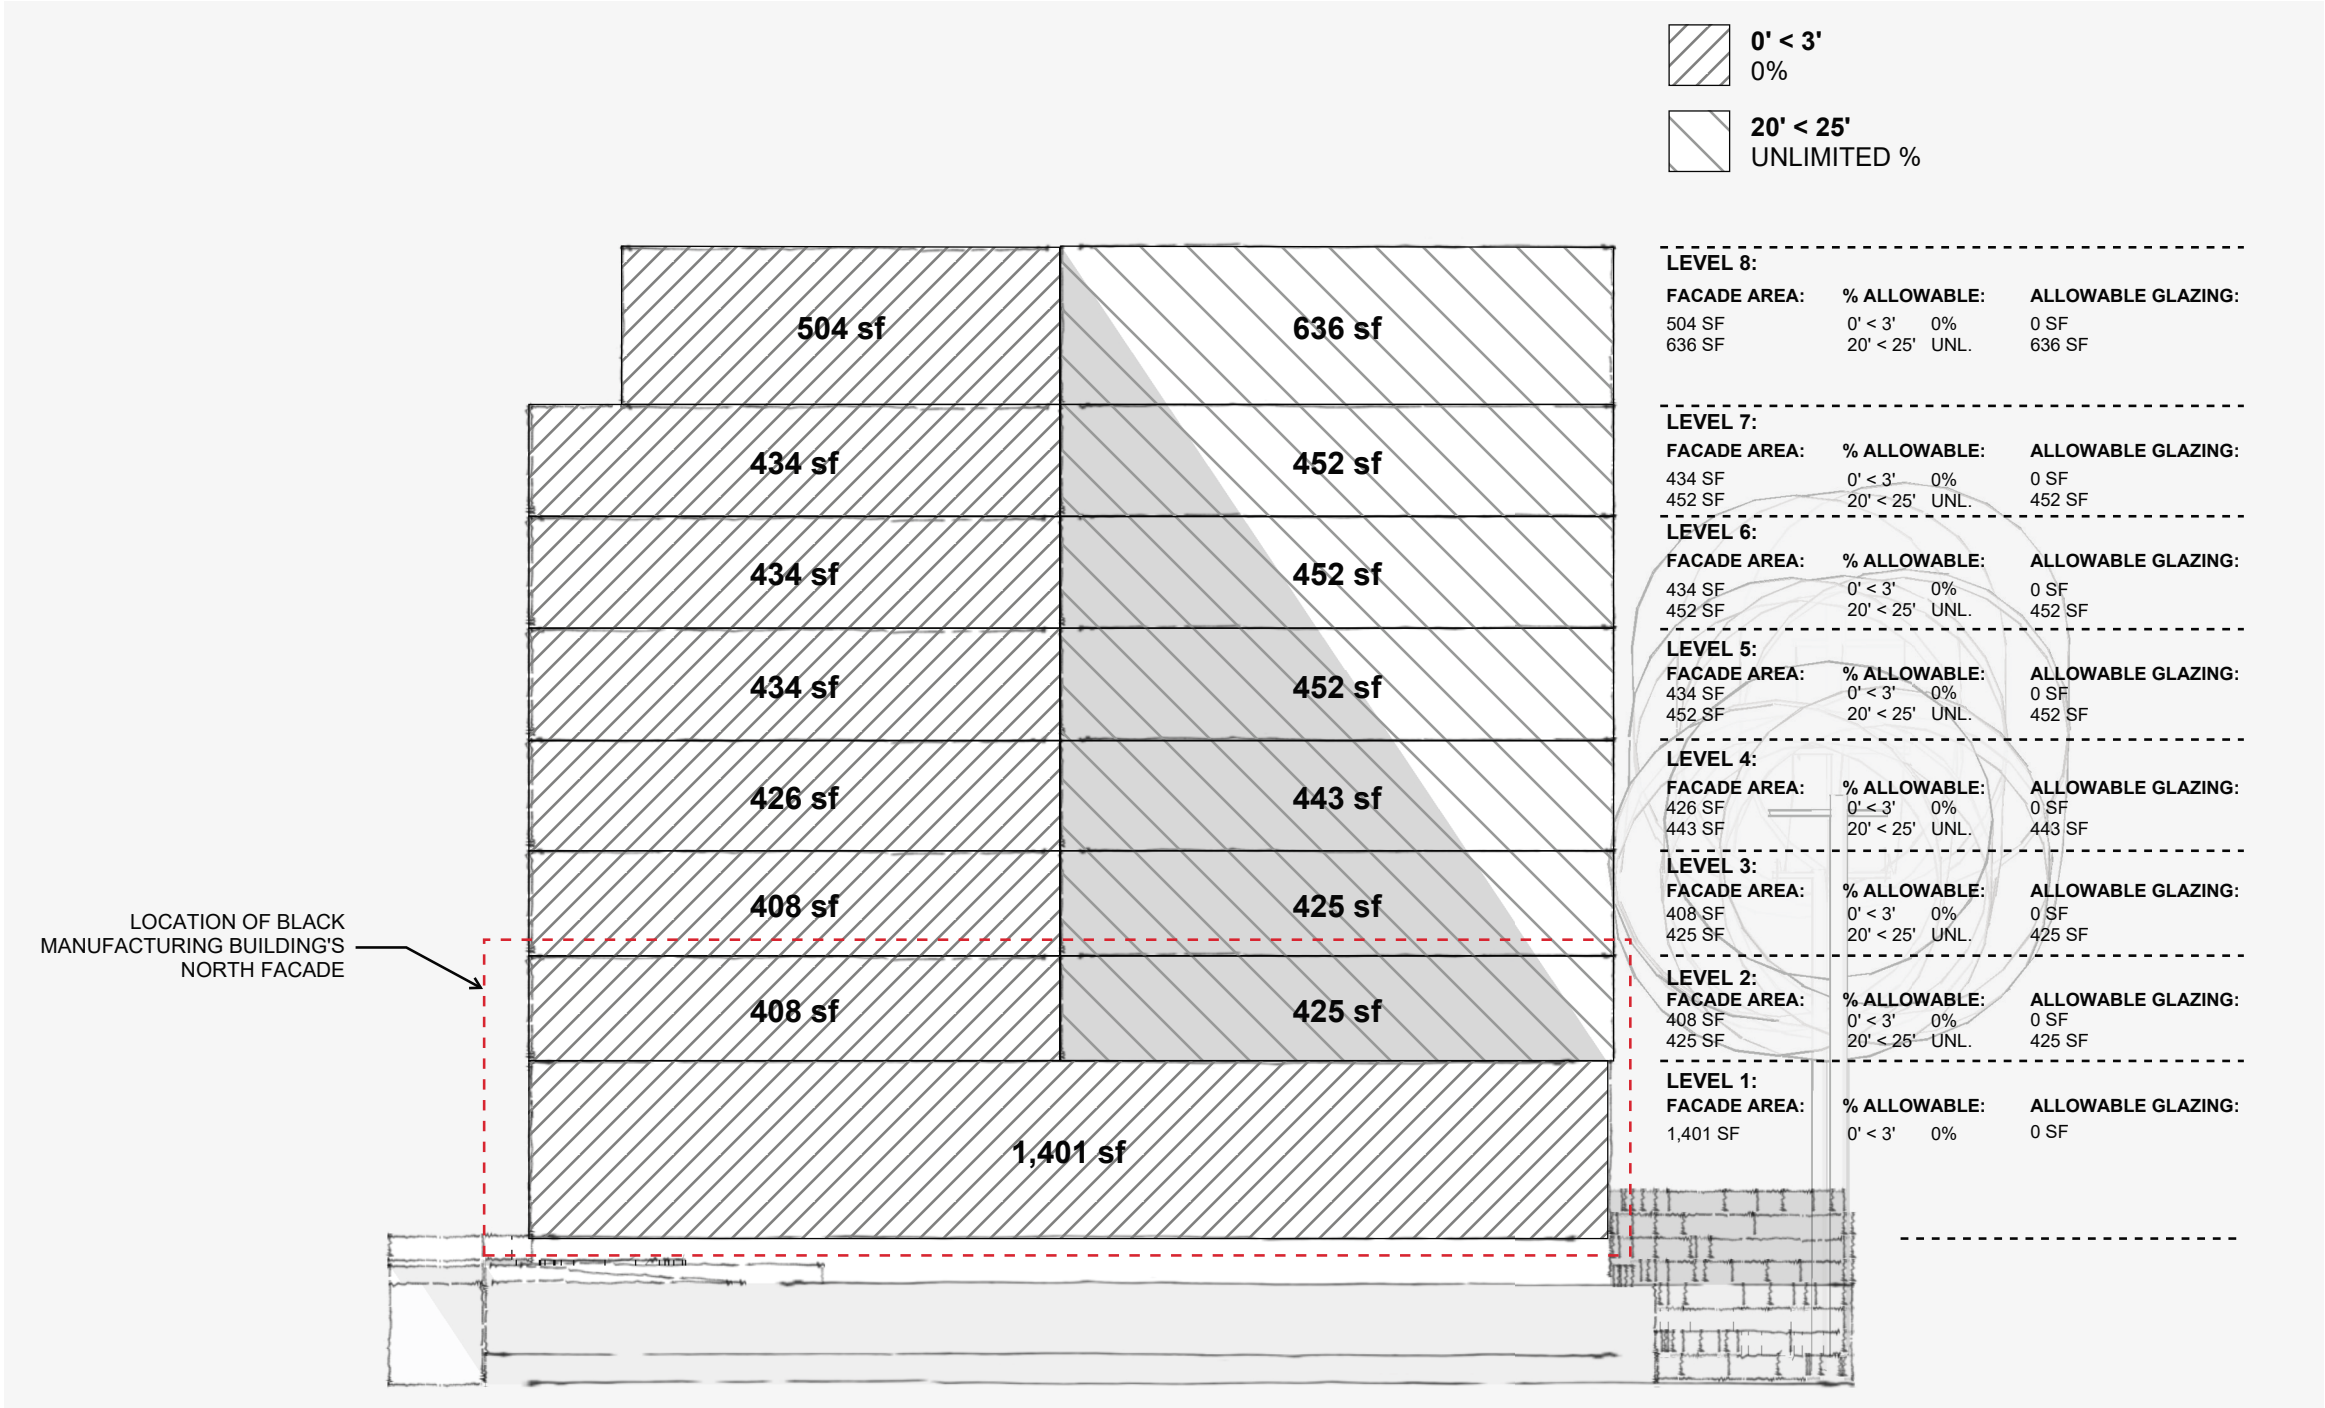 0' < 3'
0%
20' < 25'
UNLIMITED %
504 sf
636 sf
434 sf
452 sf
434 sf
452 sf
434 sf
452 sf
426 sf
443 sf
408 sf
425 sf
408 sf
425 sf
1,401 sf
LOCATION OF BLACK
MANUFACTURING BUILDING'S
NORTH FACADE
LEVEL 8:
FACADE AREA: % ALLOWABLE: ALLOWABLE GLAZING:
504 SF 0' < 3' 0% 0 SF
636 SF 20' < 25' UNL. 636 SF
LEVEL 7:
FACADE AREA: % ALLOWABLE: ALLOWABLE GLAZING:
434 SF 0' < 3' 0% 0 SF
452 SF 20' < 25' UNL. 452 SF
LEVEL 6:
FACADE AREA: % ALLOWABLE: ALLOWABLE GLAZING:
434 SF 0' < 3' 0% 0 SF
452 SF 20' < 25' UNL. 452 SF
LEVEL 5:
FACADE AREA: % ALLOWABLE: ALLOWABLE GLAZING:
434 SF 0' < 3' 0% 0 SF
452 SF 20' < 25' UNL. 452 SF
LEVEL 4:
FACADE AREA: % ALLOWABLE: ALLOWABLE GLAZING:
426 SF 0' < 3' 0% 0 SF
443 SF 20' < 25' UNL. 443 SF
LEVEL 3:
FACADE AREA: % ALLOWABLE: ALLOWABLE GLAZING:
408 SF 0' < 3' 0% 0 SF
425 SF 20' < 25' UNL. 425 SF
LEVEL 2:
FACADE AREA: % ALLOWABLE: ALLOWABLE GLAZING:
408 SF 0' < 3' 0% 0 SF
425 SF 20' < 25' UNL. 425 SF
LEVEL 1:
FACADE AREA: % ALLOWABLE: ALLOWABLE GLAZING:
1,401 SF 0' < 3' 0% 0 SF